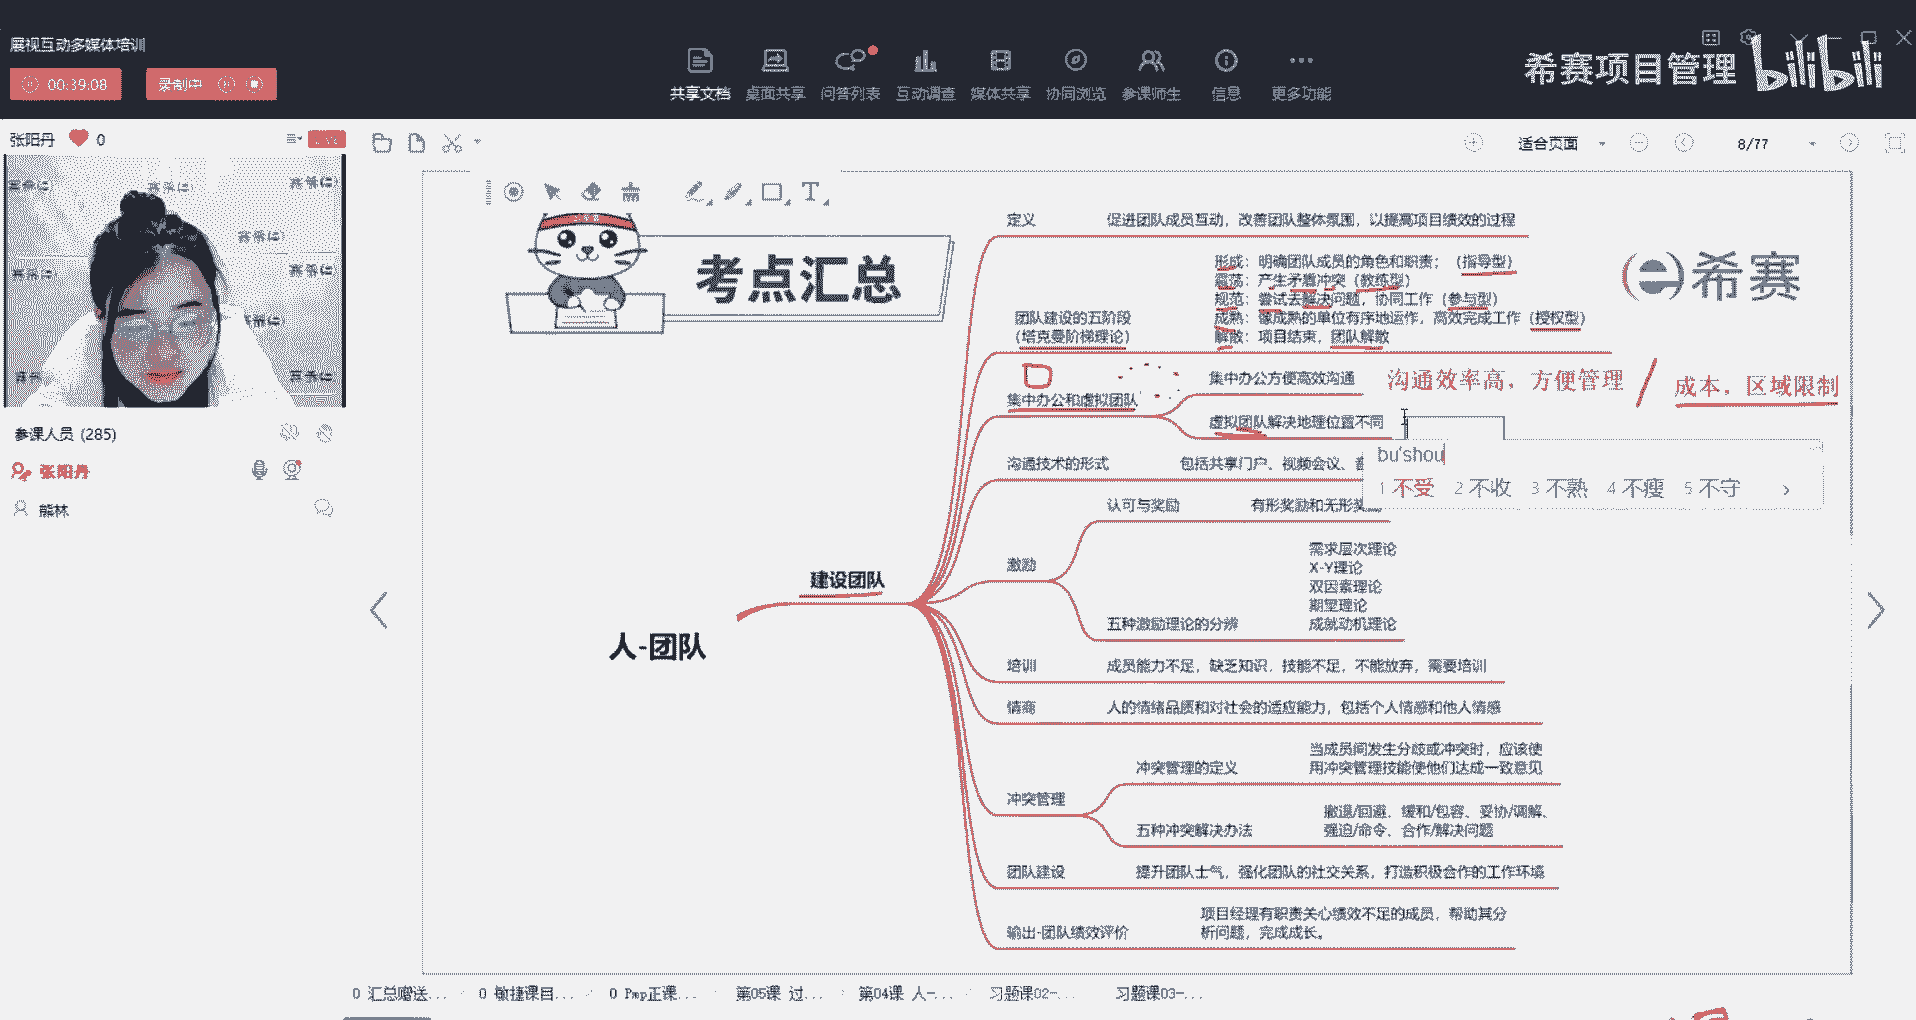 展视互动多媒体培训
00:39:08
录制中
共享文档
桌面共享
问答列表
互动调查
媒体共享
协同浏览
参课师生
信息
更多功能
希赛项目管理
bilibili
张阳丹
0
适合页面
8/77
参课人员 (285)
张阳丹
熊林
考点汇总
希赛
人-团队
建设团队
定义
促进团队成员互动，改善团队整体氛围，以提高项目绩效的过程
团队建设的五阶段
（塔克曼阶梯理论）
形成：明确团队成员的角色和职责；（指导型）
震荡：产生矛盾冲突（教练型）
规范：尝试去解决问题，协同工作（参与型）
成熟：像成熟的单位有序地运作，高效完成工作（授权型）
解散：项目结束，团队解散
集中办公和虚拟团队
集中办公方便高效沟通
沟通效率高，方便管理
成本，区域限制
虚拟团队解决地理位置不同
bu'shou
1 不受 2 不收 3 不熟 4 不瘦 5 不守
沟通技术的形式
包括共享门户、视频会议、
激励
认可与奖励
有形奖励和无形奖
五种激励理论的分辨
需求层次理论
X-Y理论
双因素理论
期望理论
成就动机理论
培训
成员能力不足，缺乏知识，技能不足，不能放弃，需要培训
情商
人的情绪品质和对社会的适应能力，包括个人情感和他人情感
冲突管理
冲突管理的定义
当成员间发生分歧或冲突时，应该使
用冲突管理技能使他们达成一致意见
五种冲突解决办法
撤退/回避、缓和/包容、妥协/调解、
强迫/命令、合作/解决问题
团队建设
提升团队士气，强化团队的社交关系，打造积极合作的工作环境
输出-团队绩效评价
项目经理有职责关心绩效不足的成员，帮助其分
析问题，完成成长。
0 汇总赠送...
0 敏捷课目...
0 Pmp正课...
第05课 过...
第04课 人-...
习题课02-...
习题课03-...